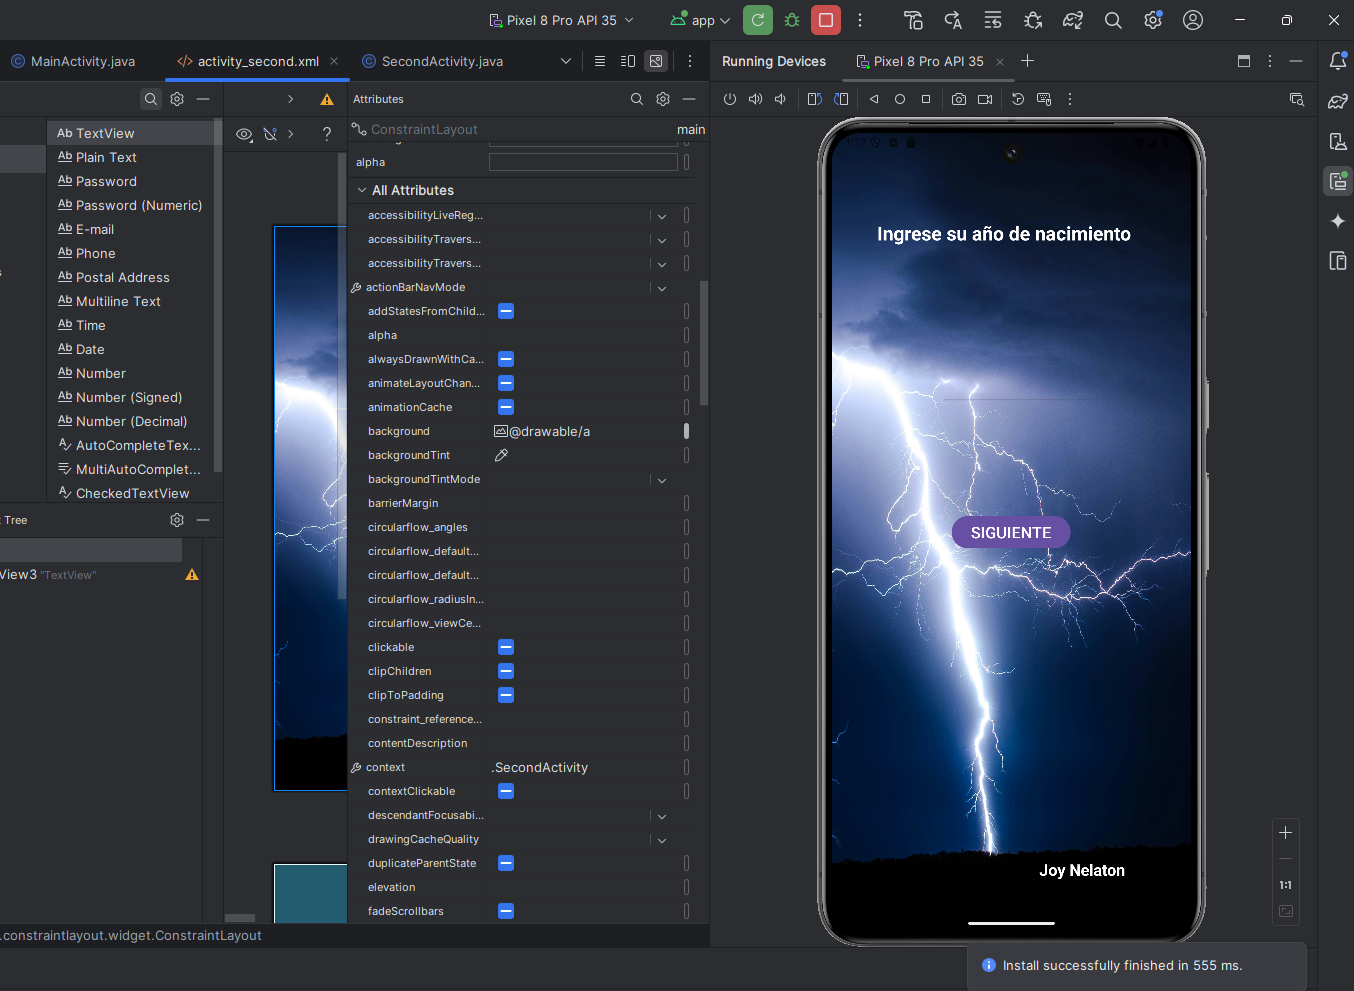 Pixel 8 Pro API 35
app
MainActivity.java
activity_second.xml
SecondActivity.java
Running Devices
Pixel 8 Pro API 35
Attributes
Ab TextView
Ab Plain Text
Ab Password
Ab Password (Numeric)
Ab E-mail
Ab Phone
Ab Postal Address
Ab Multiline Text
Ab Time
Ab Date
Ab Number
Ab Number (Signed)
Ab Number (Decimal)
AutoCompleteTex...
MultiAutoComplet...
CheckedTextView
t Tree
View3 "TextView"
?
ConstraintLayout main
alpha
All Attributes
accessibilityLiveReg...
accessibilityTravers...
accessibilityTravers...
actionBarNavMode
addStatesFromChild...
alpha
alwaysDrawnWithCa...
animateLayoutChan...
animationCache
background @drawable/a
backgroundTint
backgroundTintMode
barrierMargin
circularflow_angles
circularflow_default...
circularflow_default...
circularflow_radiusIn...
circularflow_viewCe...
clickable
clipChildren
clipToPadding
constraint_reference...
contentDescription
context .SecondActivity
contextClickable
descendantFocusabi...
drawingCacheQuality
duplicateParentState
elevation
fadeScrollbars
.constraintlayout.widget.ConstraintLayout
1:12
Ingrese su año de nacimiento
SIGUIENTE
Joy Nelaton
1:1
Install successfully finished in 555 ms.